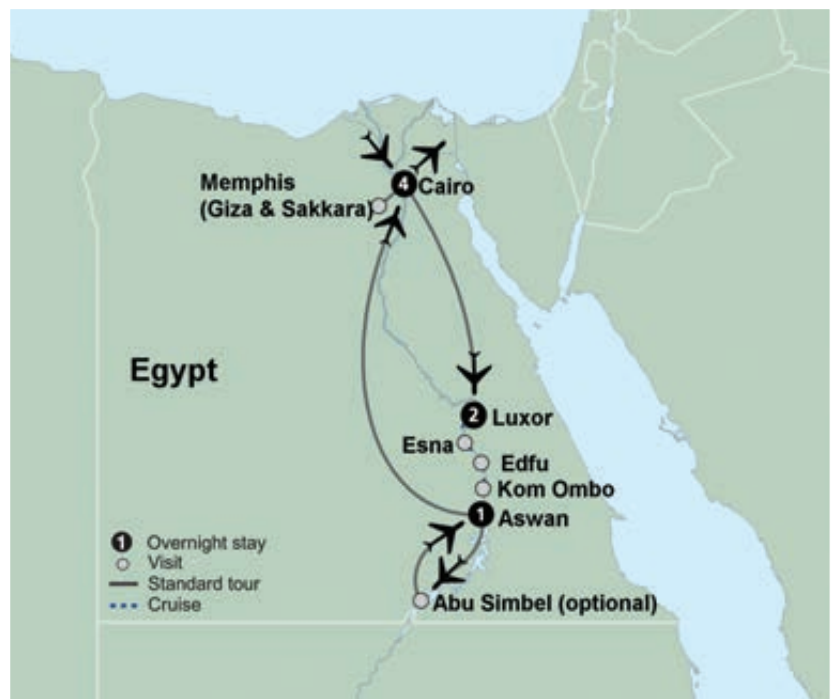 Memphis
(Giza & Sakkara)
4 Cairo
Egypt
2 Luxor
Esna
Edfu
Kom Ombo
1 Aswan
1 Overnight stay
Visit
Standard tour
Cruise
Abu Simbel (optional)